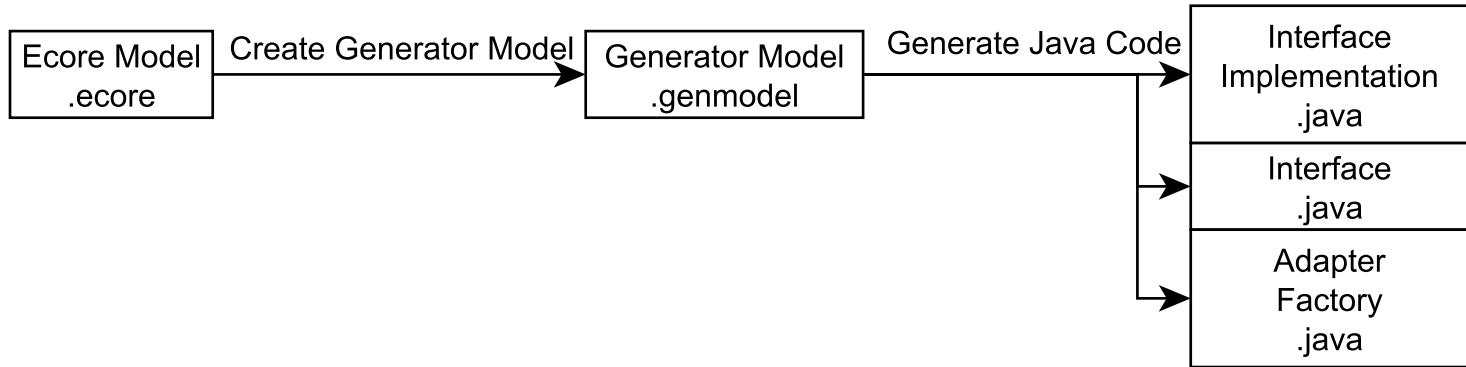 Ecore Model
.ecore
Create Generator Model
Generator Model
.genmodel
Generate Java Code
Interface
Implementation
.java
Interface
.java
Adapter
Factory
.java